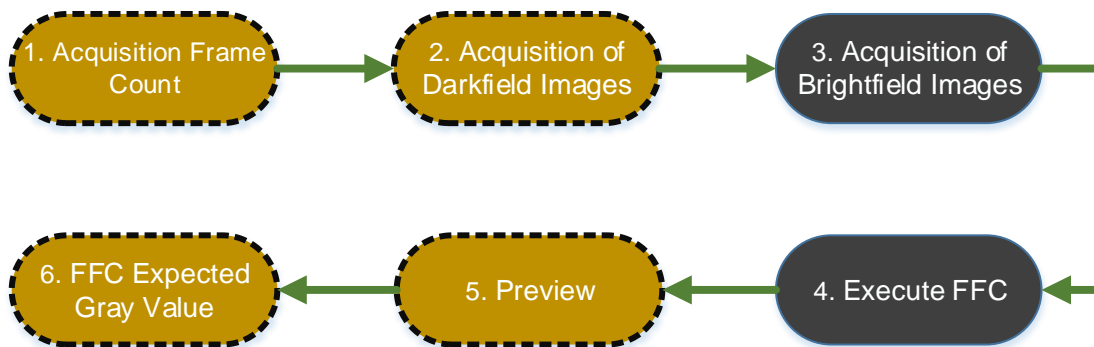 1. Acquisition Frame
Count
2. Acquisition of
Darkfield Images
3. Acquisition of
Brightfield Images
4. Execute FFC
5. Preview
6. FFC Expected
Gray Value